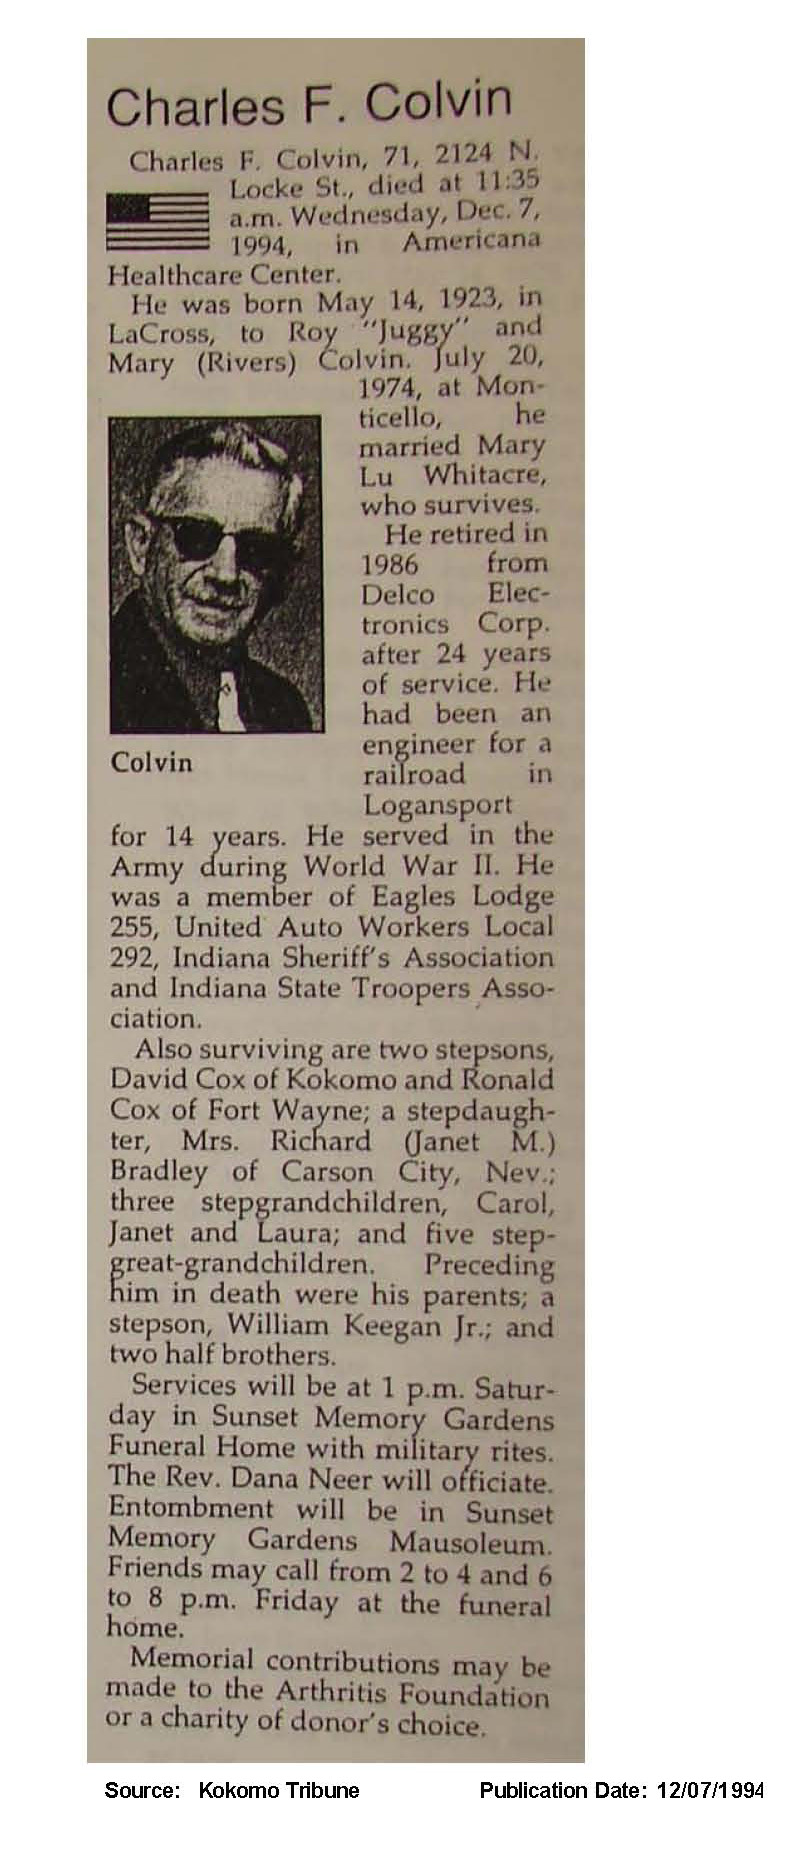 Charles F. Colvin
Charles F. Colvin, 71, 2124 N.
Locke St., died at 11:35
a.m. Wednesday, Dec. 7,
1994, in Americana
Healthcare Center.
He was born May 14, 1923, in
LaCross, to Roy "Juggy" and
Mary (Rivers) Colvin. July 20,
1974, at Mon-
ticello, he
married Mary
Lu Whitacre,
who survives.
He retired in
1986 from
Delco Elec-
tronics Corp.
after 24 years
of service. He
had been an
engineer for a
railroad in
Logansport
Colvin
for 14 years. He served in the
Army during World War II. He
was a member of Eagles Lodge
255, United Auto Workers Local
292, Indiana Sheriff's Association
and Indiana State Troopers Asso-
ciation.
Also surviving are two stepsons,
David Cox of Kokomo and Ronald
Cox of Fort Wayne; a stepdaugh-
ter, Mrs. Richard (Janet M.)
Bradley of Carson City, Nev.;
three stepgrandchildren, Carol,
Janet and Laura; and five step-
great-grandchildren. Preceding
him in death were his parents; a
stepson, William Keegan Jr.; and
two half brothers.
Services will be at 1 p.m. Satur-
day in Sunset Memory Gardens
Funeral Home with military rites.
The Rev. Dana Neer will officiate.
Entombment will be in Sunset
Memory Gardens Mausoleum.
Friends may call from 2 to 4 and 6
to 8 p.m. Friday at the funeral
home.
Memorial contributions may be
made to the Arthritis Foundation
or a charity of donor's choice.
Source: Kokomo Tribune Publication Date: 12/07/1994